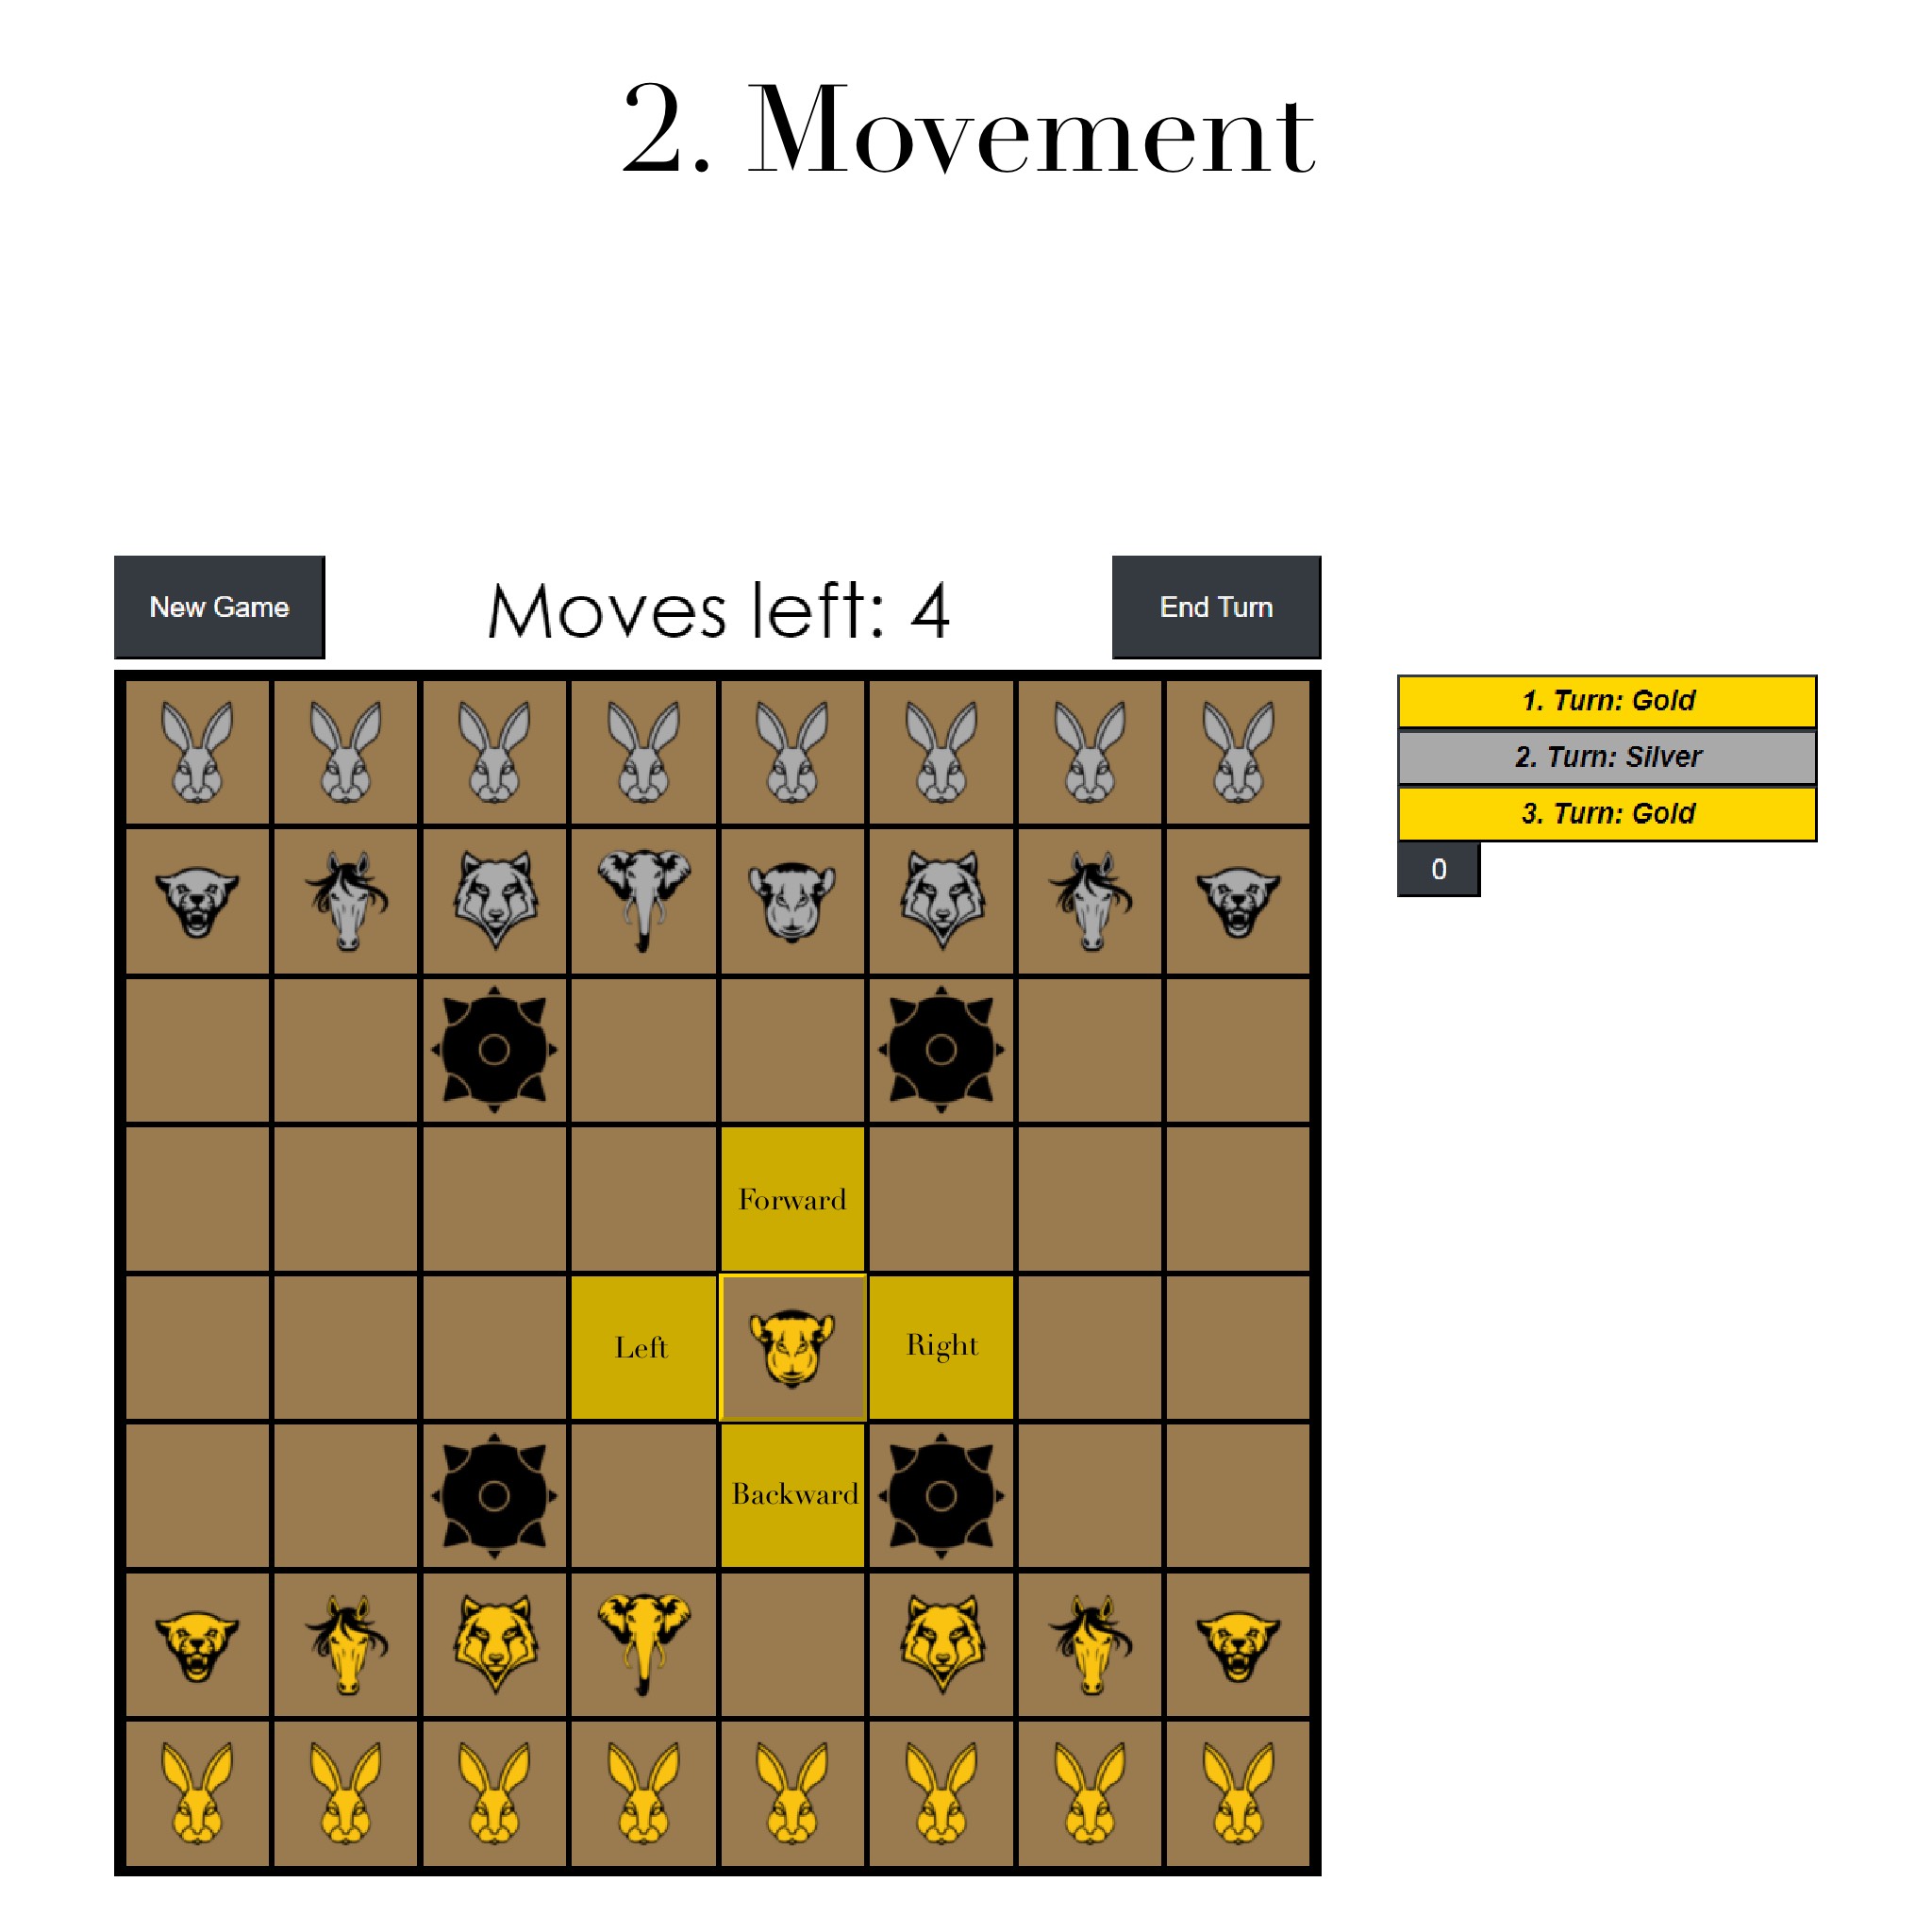 2. Movement
New Game
Moves left: 4
End Turn
1. Turn: Gold
2. Turn: Silver
3. Turn: Gold
0
Forward
Left
Right
Backward